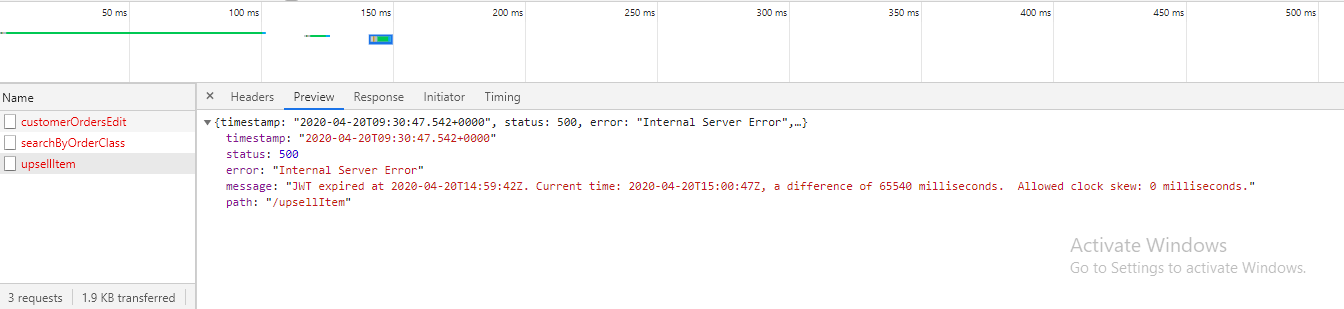 50 ms 100 ms 150 ms 200 ms 250 ms 300 ms 350 ms 400 ms 450 ms 500 ms
Name
× Headers Preview Response Initiator Timing
customerOrdersEdit
searchByOrderClass
upsellItem
▼{timestamp: "2020-04-20T09:30:47.542+0000", status: 500, error: "Internal Server Error",…}
timestamp: "2020-04-20T09:30:47.542+0000"
status: 500
error: "Internal Server Error"
message: "JWT expired at 2020-04-20T14:59:42Z. Current time: 2020-04-20T15:00:47Z, a difference of 65540 milliseconds.  Allowed clock skew: 0 milliseconds."
path: "/upsellItem"
Activate Windows
Go to Settings to activate Windows.
3 requests 1.9 KB transferred